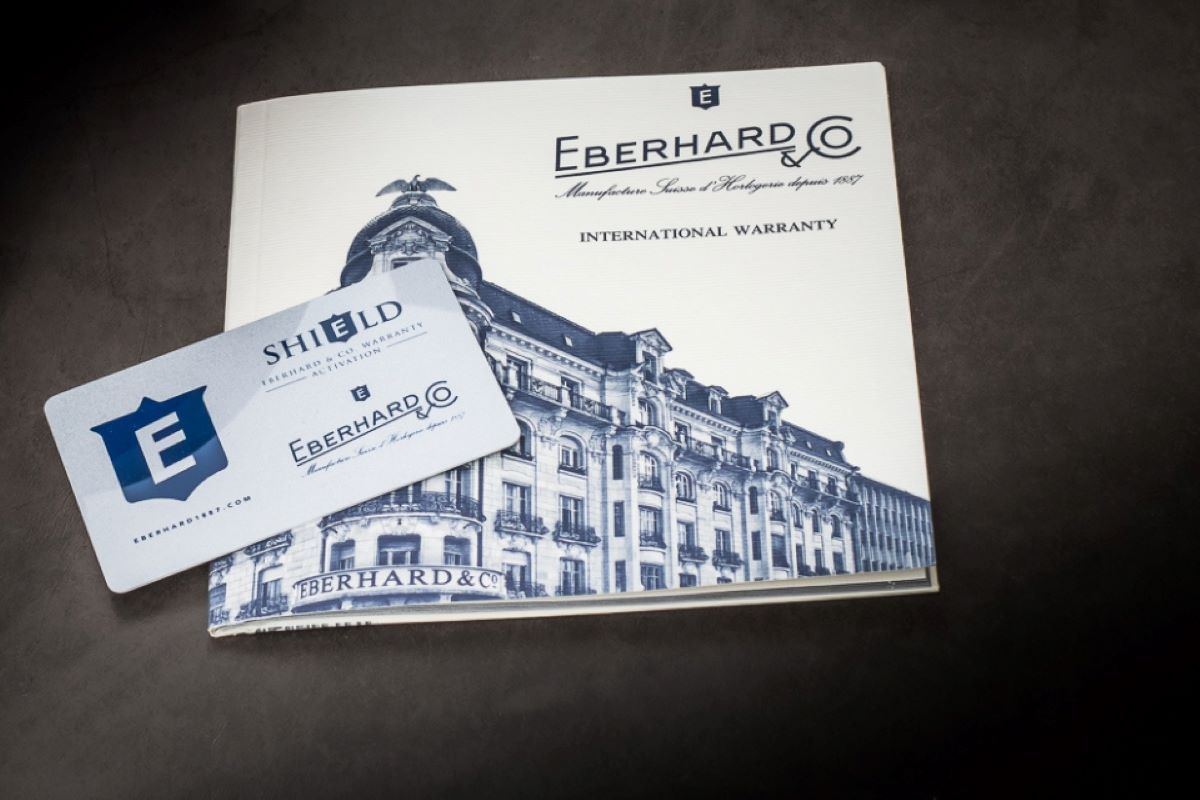 E
EBERHARD & CO
Manufacture Suisse d'Horlogerie depuis 1887
INTERNATIONAL WARRANTY
SHIELD
EBERHARD & CO. WARRANTY
ACTIVATION
E
E
EBERHARD & CO
Manufacture Suisse d'Horlogerie depuis 1887
EBERHARD1887.COM
EBERHARD & Co